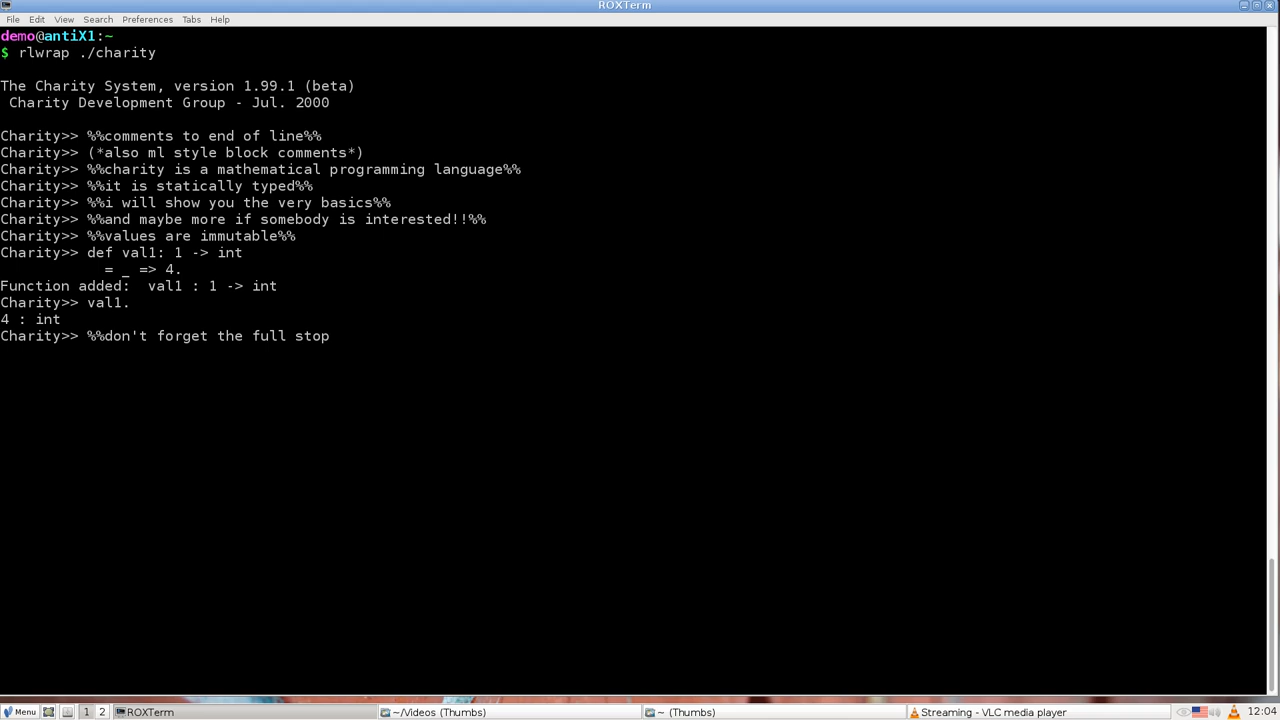 ROXTerm
File Edit View Search Preferences Tabs Help
demo@antiX1:~
$ rlwrap ./charity
The Charity System, version 1.99.1 (beta)
Charity Development Group - Jul. 2000
Charity>> %%comments to end of line%%
Charity>> (*also ml style block comments*)
Charity>> %%charity is a mathematical programming language%%
Charity>> %%it is statically typed%%
Charity>> %%i will show you the very basics%%
Charity>> %%and maybe more if somebody is interested!!%%
Charity>> %%values are immutable%%
Charity>> def val1: 1 -> int
= _ => 4.
Function added:  val1 : 1 -> int
Charity>> val1.
4 : int
Charity>> %%don't forget the full stop
Menu 1 2 ROXTerm ~/Videos (Thumbs) ~ (Thumbs) Streaming - VLC media player 12:04